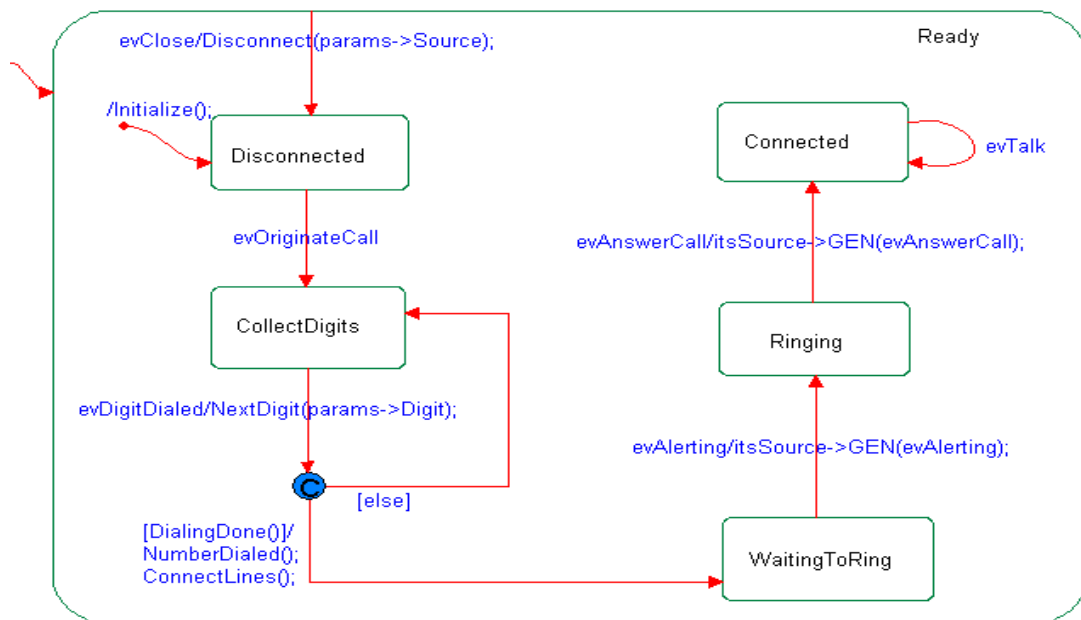 evClose/Disconnect(params->Source);
Ready
/Initialize();
Disconnected
Connected
evTalk
evOriginateCall
evAnswerCall/itsSource->GEN(evAnswerCall);
CollectDigits
Ringing
evDigitDialed/NextDigit(params->Digit);
evAlerting/itsSource->GEN(evAlerting);
C
[else]
[DialingDone()]/
NumberDialed();
ConnectLines();
WaitingToRing